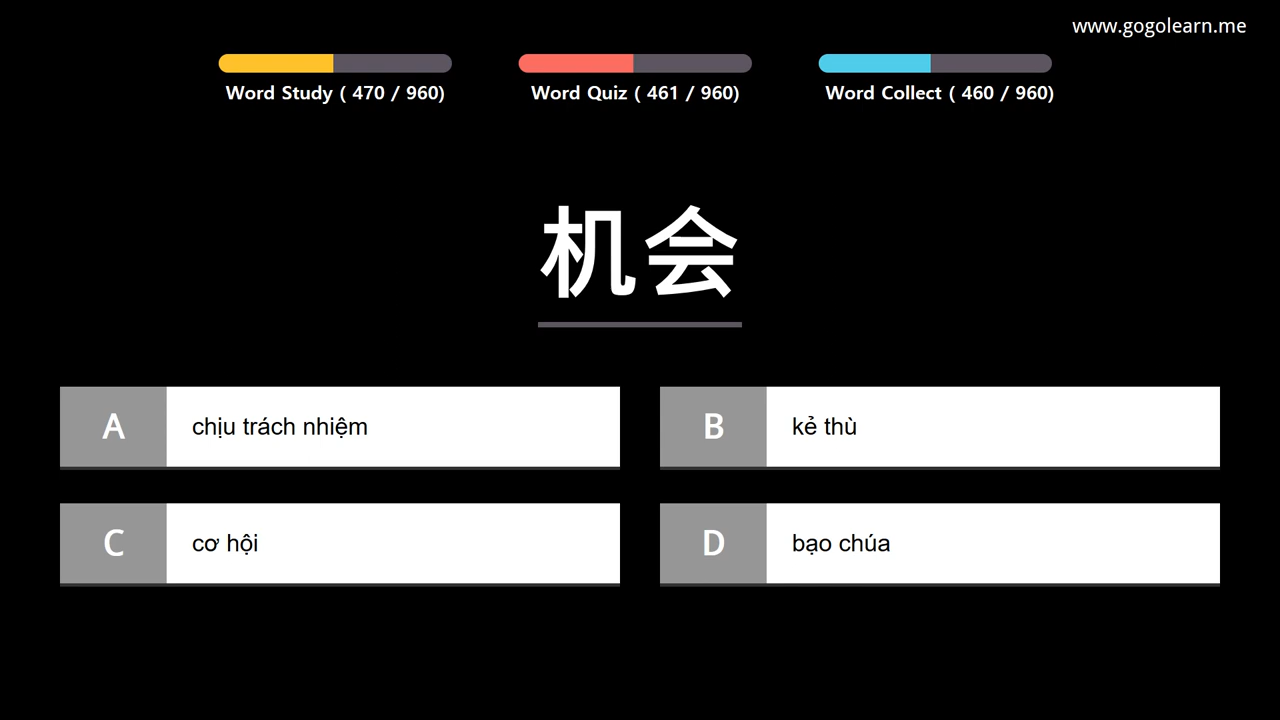 www.gogolearn.me
Word Study ( 470 / 960)
Word Quiz ( 461 / 960)
Word Collect ( 460 / 960)
机会
A chịu trách nhiệm
B kẻ thù
C cơ hội
D bạo chúa